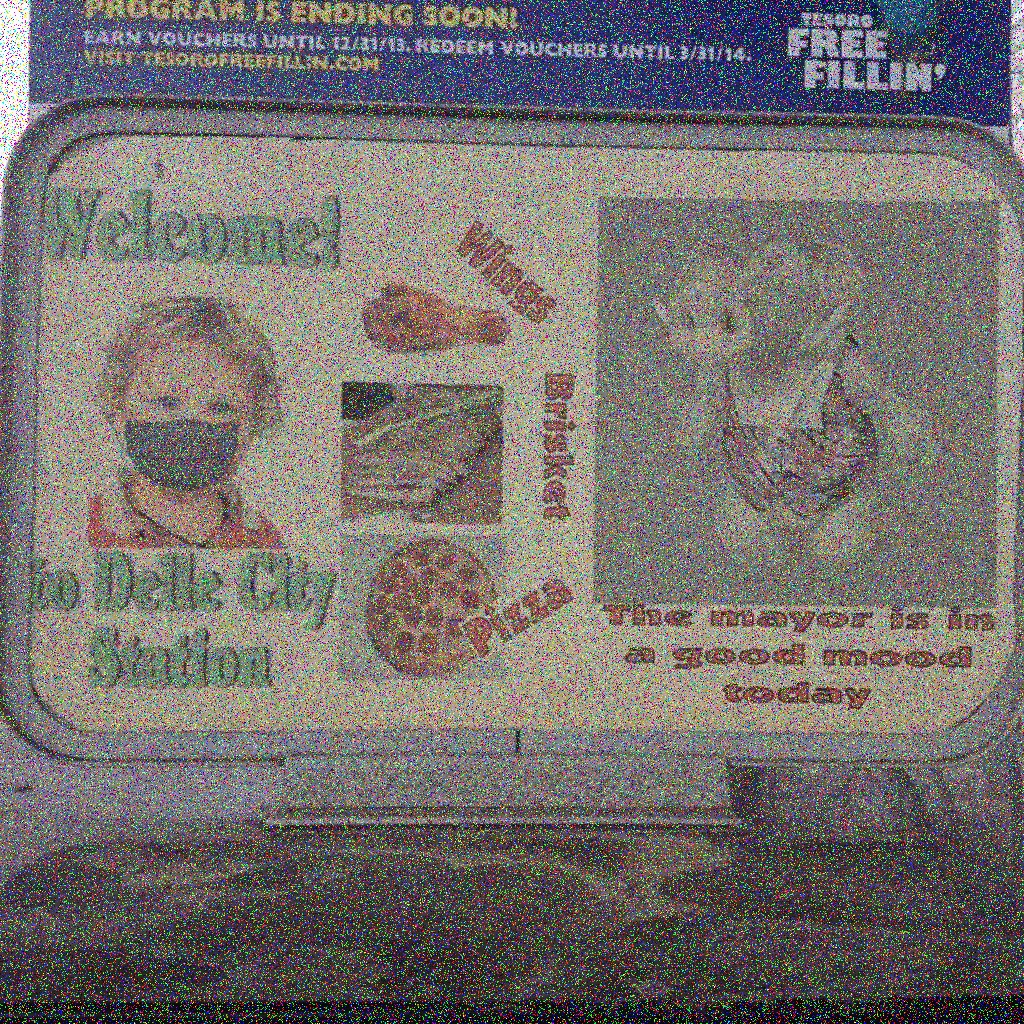 PROGRAM IS ENDING SOON!
EARN VOUCHERS UNTIL 12/31/13. REDEEM VOUCHERS UNTIL 3/31/14.
VISIT TESOROFREEFILLIN.COM
TESORO
FREE
FILLIN'
Welcome!
to Delle City
Station
Wings
Brisket
Pizza
The mayor is in
a good mood
today